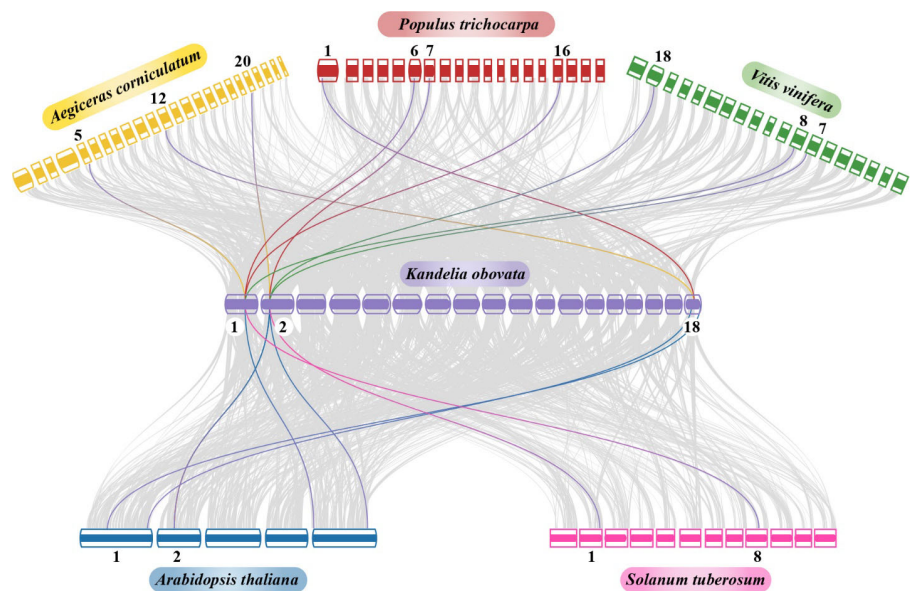 Populus trichocarpa
1 6 7 16
18
20
Aegiceras corniculatum
12
5
Vitis vinifera
8 7
Kandelia obovata
1 2 18
1 2
1 8
Arabidopsis thaliana
Solanum tuberosum